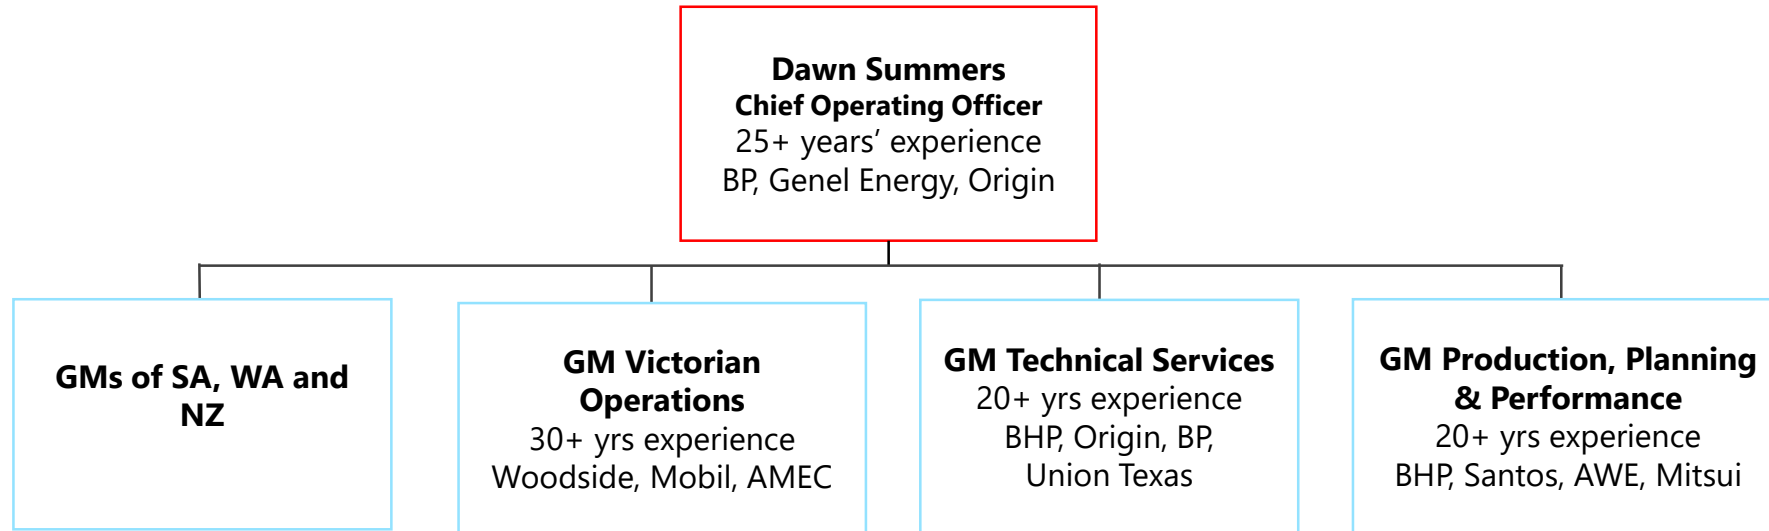 Dawn Summers
Chief Operating Officer
25+ years’ experience
BP, Genel Energy, Origin
GMs of SA, WA and
NZ
GM Victorian
Operations
30+ yrs experience
Woodside, Mobil, AMEC
GM Technical Services
20+ yrs experience
BHP, Origin, BP,
Union Texas
GM Production, Planning
& Performance
20+ yrs experience
BHP, Santos, AWE, Mitsui